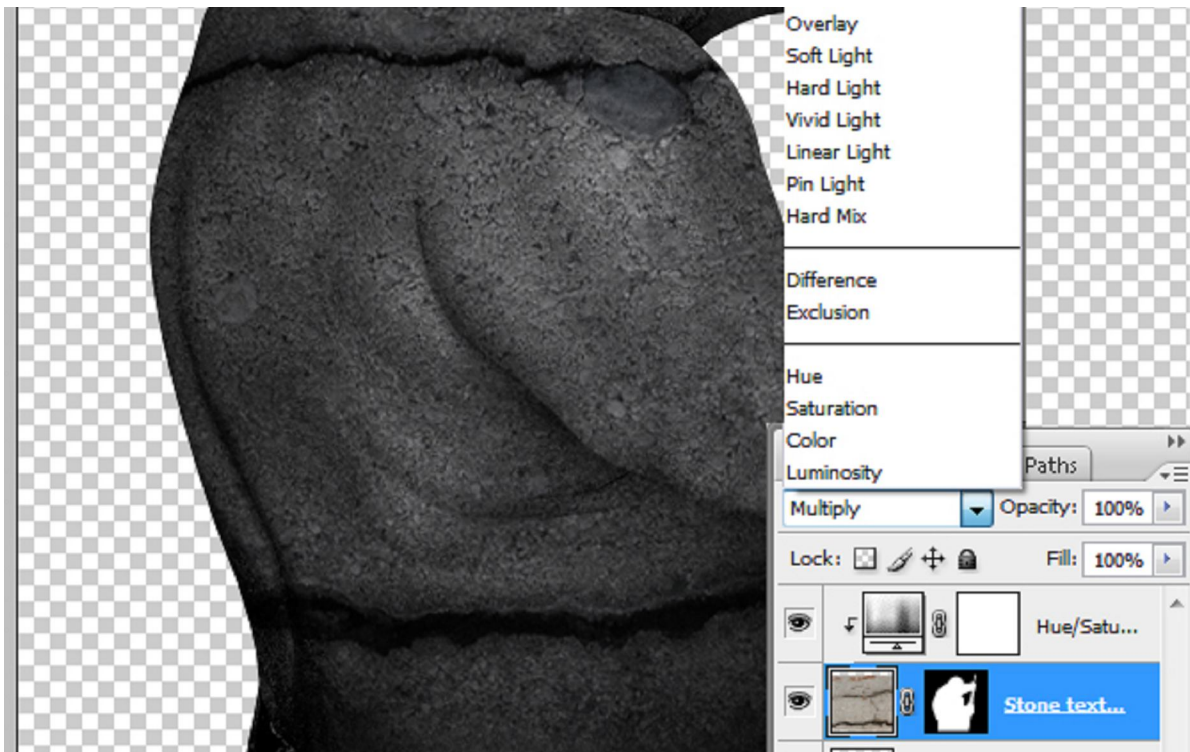 Overlay
Soft Light
Hard Light
Vivid Light
Linear Light
Pin Light
Hard Mix
Difference
Exclusion
Hue
Saturation
Color
Luminosity
Paths
Multiply Opacity: 100%
Lock: Fill: 100%
Hue/Satu...
Stone text...